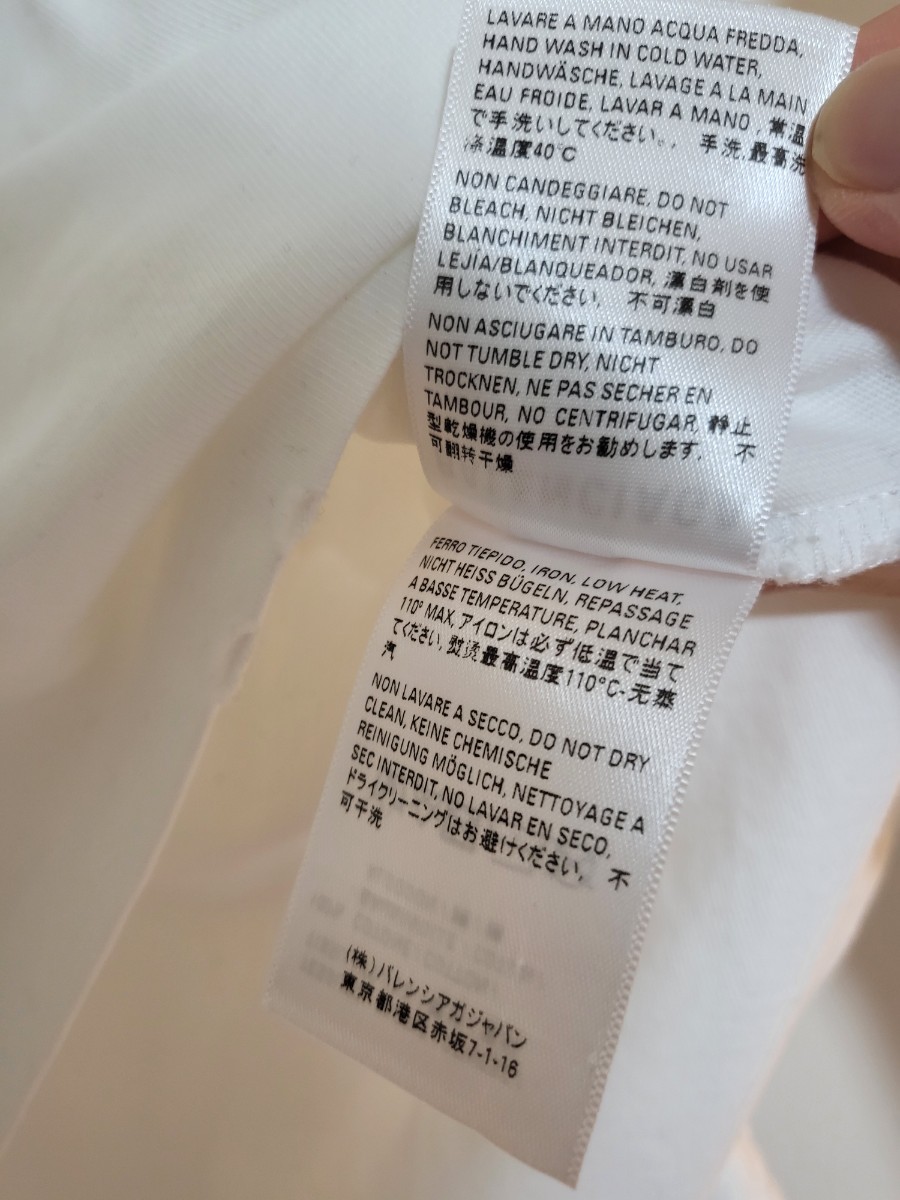 LAVARE A MANO ACQUA FREDDA,
HAND WASH IN COLD WATER,
HANDWÄSCHE, LAVAGE A LA MAIN
EAU FROIDE, LAVAR A MANO , 常温
で手洗いしてください。, 手洗,最高洗
涤温度40°C
NON CANDEGGIARE, DO NOT
BLEACH, NICHT BLEICHEN,
BLANCHIMENT INTERDIT, NO USAR
LEJÍA/BLANQUEADOR, 漂白剤を使
用しないでください, 不可漂白
NON ASCIUGARE IN TAMBURO, DO
NOT TUMBLE DRY, NICHT
TROCKNEN, NE PAS SECHER EN
TAMBOUR, NO CENTRIFUGAR, 静止
型乾燥機の使用をお勧めします, 不
可翻转干燥
FERRO TIEPIDO, IRON, LOW HEAT,
NICHT HEISS BÜGELN, REPASSAGE
A BASSE TEMPERATURE, PLANCHAR
110° MAX, アイロンは必ず低温で当て
てください, 熨烫最高温度110°C-无蒸
汽
NON LAVARE A SECCO, DO NOT DRY
CLEAN, KEINE CHEMISCHE
REINIGUNG MÖGLICH, NETTOYAGE A
SEC INTERDIT, NO LAVAR EN SECO,
ドライクリーニングはお避けください, 不
可干洗
(株)バレンシアガジャパン
東京都港区赤坂7-1-16